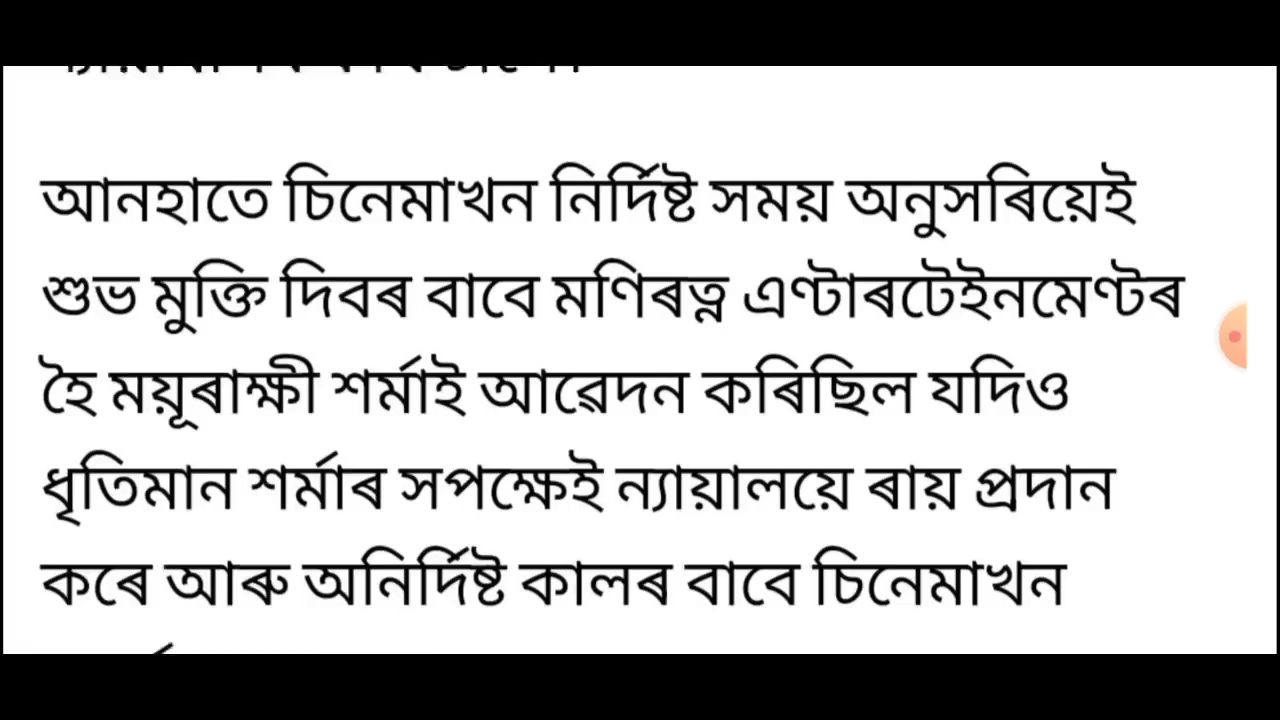 আনহাতে চিনেমাখন নিৰ্দিষ্ট সময় অনুসৰিয়েই
শুভ মুক্তি দিবৰ বাবে মণিৰত্ন এণ্টাৰটেইনমেণ্টৰ
হৈ ময়ূৰাক্ষী শৰ্মাই আৱেদন কৰিছিল যদিও
ধৃতিমান শৰ্মাৰ সপক্ষেই ন্যায়ালয়ে ৰায় প্ৰদান
কৰে আৰু অনিৰ্দিষ্ট কালৰ বাবে চিনেমাখন